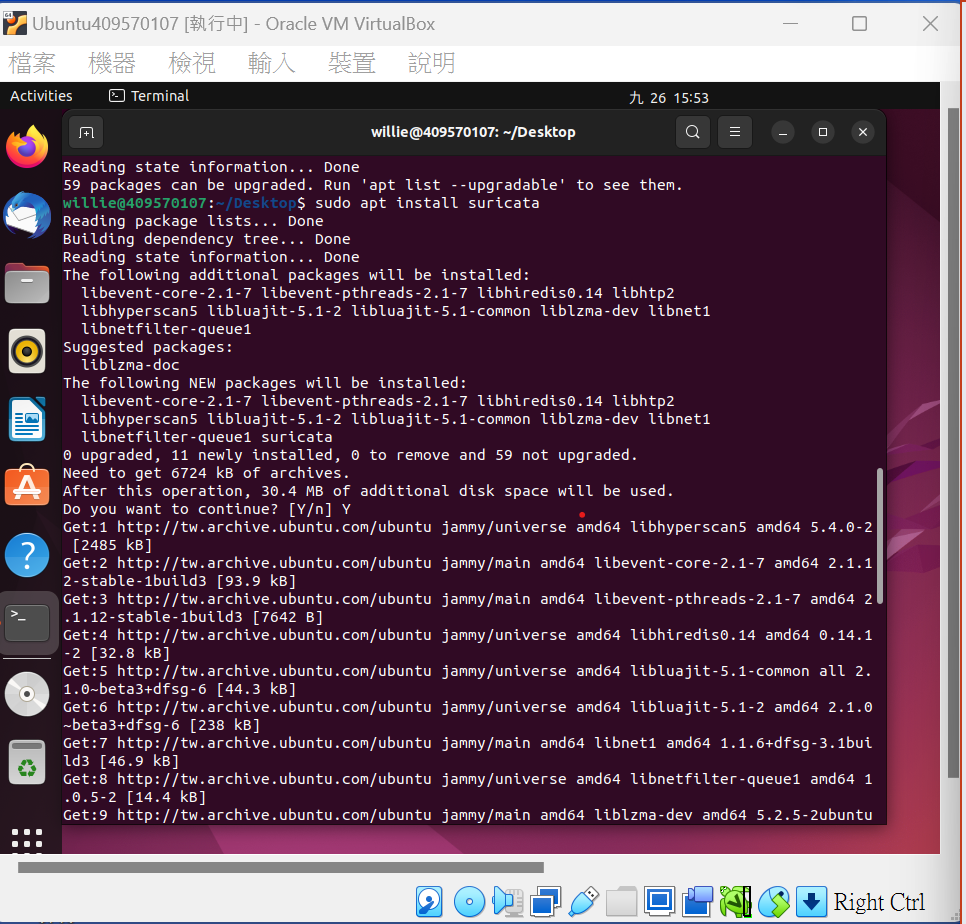 Ubuntu409570107 [執行中] - Oracle VM VirtualBox
檔案 機器 檢視 輸入 裝置 說明
Activities Terminal 九 26 15:53
willie@409570107: ~/Desktop
Reading state information... Done
59 packages can be upgraded. Run 'apt list --upgradable' to see them.
willie@409570107:~/Desktop$ sudo apt install suricata
Reading package lists... Done
Building dependency tree... Done
Reading state information... Done
The following additional packages will be installed:
  libevent-core-2.1-7 libevent-pthreads-2.1-7 libhiredis0.14 libhtp2
  libhyperscan5 libluajit-5.1-2 libluajit-5.1-common liblzma-dev libnet1
  libnetfilter-queue1
Suggested packages:
  liblzma-doc
The following NEW packages will be installed:
  libevent-core-2.1-7 libevent-pthreads-2.1-7 libhiredis0.14 libhtp2
  libhyperscan5 libluajit-5.1-2 libluajit-5.1-common liblzma-dev libnet1
  libnetfilter-queue1 suricata
0 upgraded, 11 newly installed, 0 to remove and 59 not upgraded.
Need to get 6724 kB of archives.
After this operation, 30.4 MB of additional disk space will be used.
Do you want to continue? [Y/n] Y
Get:1 http://tw.archive.ubuntu.com/ubuntu jammy/universe amd64 libhyperscan5 amd64 5.4.0-2
 [2485 kB]
Get:2 http://tw.archive.ubuntu.com/ubuntu jammy/main amd64 libevent-core-2.1-7 amd64 2.1.1
2-stable-1build3 [93.9 kB]
Get:3 http://tw.archive.ubuntu.com/ubuntu jammy/main amd64 libevent-pthreads-2.1-7 amd64 2
.1.12-stable-1build3 [7642 B]
Get:4 http://tw.archive.ubuntu.com/ubuntu jammy/universe amd64 libhiredis0.14 amd64 0.14.1
-2 [32.8 kB]
Get:5 http://tw.archive.ubuntu.com/ubuntu jammy/universe amd64 libluajit-5.1-common all 2.
1.0~beta3+dfsg-6 [44.3 kB]
Get:6 http://tw.archive.ubuntu.com/ubuntu jammy/universe amd64 libluajit-5.1-2 amd64 2.1.0
~beta3+dfsg-6 [238 kB]
Get:7 http://tw.archive.ubuntu.com/ubuntu jammy/main amd64 libnet1 amd64 1.1.6+dfsg-3.1bui
ld3 [46.9 kB]
Get:8 http://tw.archive.ubuntu.com/ubuntu jammy/universe amd64 libnetfilter-queue1 amd64 1
.0.5-2 [14.4 kB]
Get:9 http://tw.archive.ubuntu.com/ubuntu jammy/main amd64 liblzma-dev amd64 5.2.5-2ubuntu
Right Ctrl